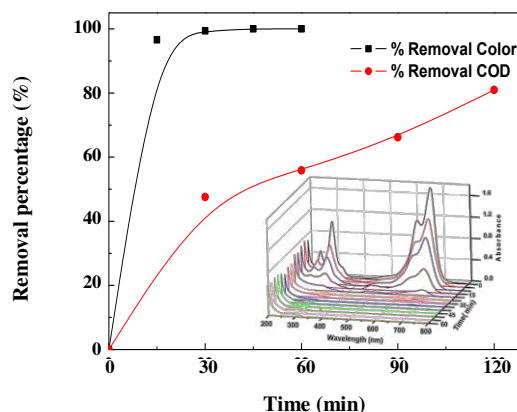 100
80
60
40
20
0
Removal percentage (%)
% Removal Color
% Removal COD
1.6
1.2
0.8
0.4
0.0
Absorbance
200 300 400 500 600 700 800
Wavelength (nm)
Time( min)
0 30 60 90 120
Time (min)